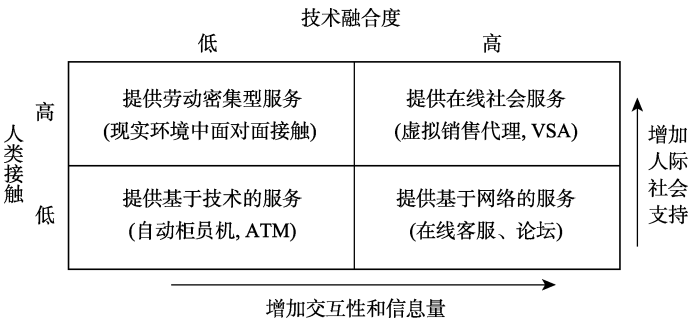 技术融合度
低
高
人类接触
高
提供劳动密集型服务
(现实环境中面对面接触)
提供在线社会服务
(虚拟销售代理, VSA)
低
提供基于技术的服务
(自动柜员机, ATM)
提供基于网络的服务
(在线客服、论坛)
增加
人际
社会
支持
增加交互性和信息量